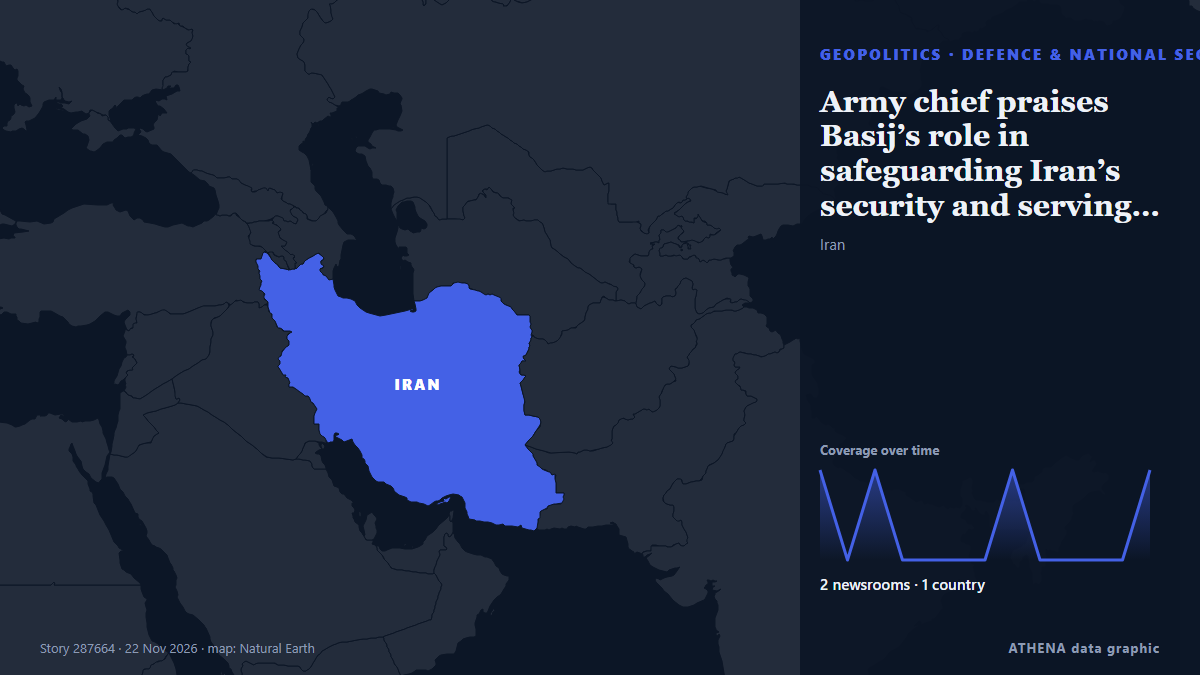 GEOPOLITICS · DEFENCE & NATIONAL SEC
Army chief praises
Basij’s role in
safeguarding Iran’s
security and serving…
Iran
IRAN
Coverage over time
2 newsrooms · 1 country
Story 287664 · 22 Nov 2026 · map: Natural Earth
ATHENA data graphic